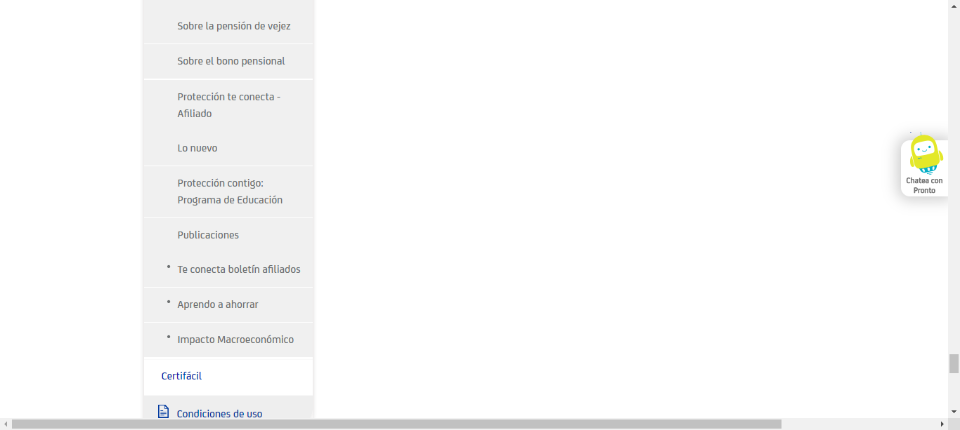 Sobre la pensión de vejez
Sobre el bono pensional
Protección te conecta -
Afiliado
Lo nuevo
Protección contigo:
Programa de Educación
Publicaciones
• Te conecta boletín afiliados
• Aprendo a ahorrar
• Impacto Macroeconómico
Certifácil
Condiciones de uso
Chatea con
Pronto